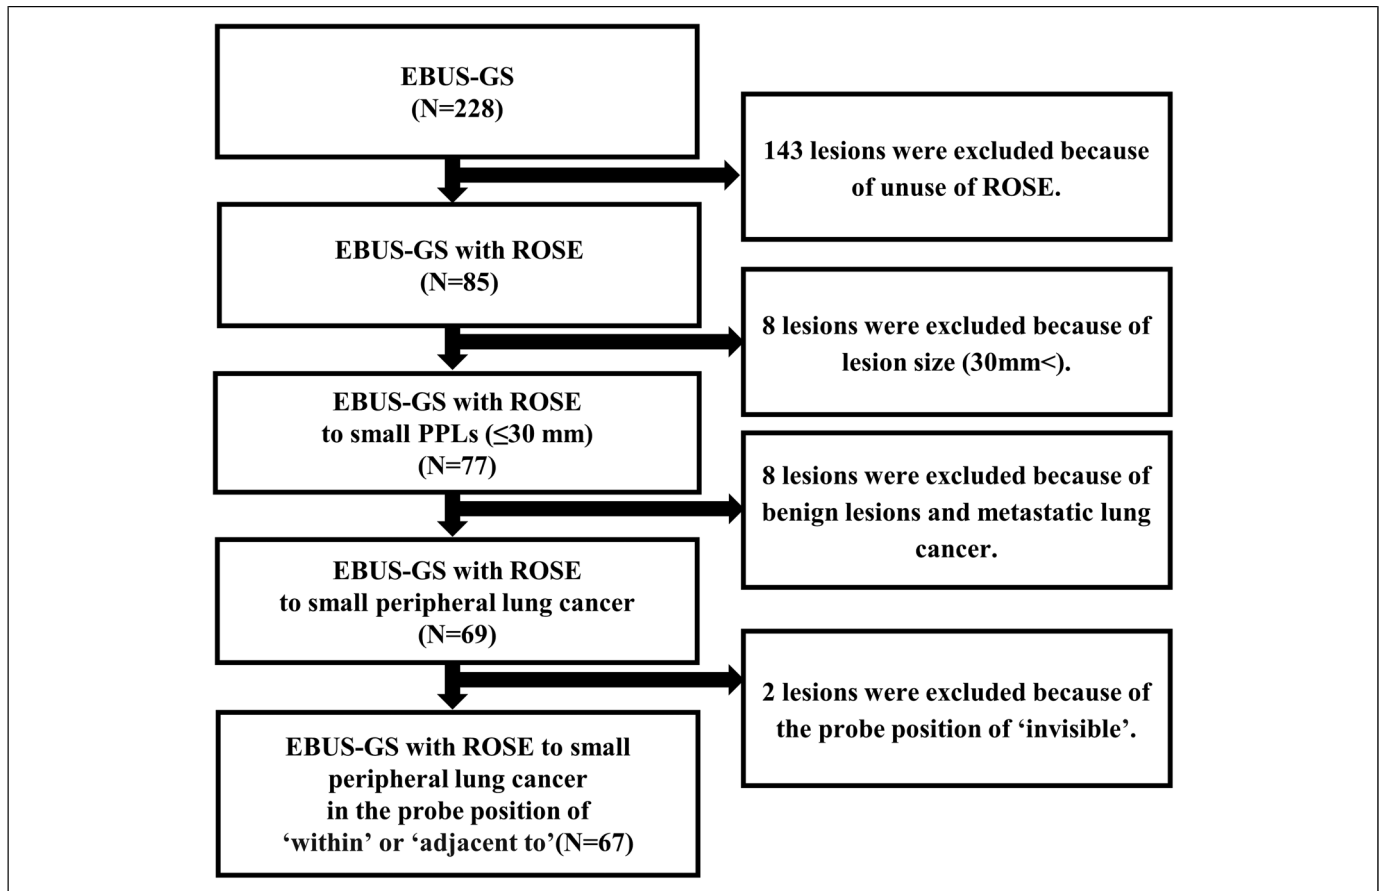 EBUS-GS
(N=228)
143 lesions were excluded because
of unuse of ROSE.
EBUS-GS with ROSE
(N=85)
8 lesions were excluded because of
lesion size (30mm<).
EBUS-GS with ROSE
to small PPLs (≤30 mm)
(N=77)
8 lesions were excluded because of
benign lesions and metastatic lung
cancer.
EBUS-GS with ROSE
to small peripheral lung cancer
(N=69)
2 lesions were excluded because of
the probe position of ‘invisible’.
EBUS-GS with ROSE to small
peripheral lung cancer
in the probe position of
‘within’ or ‘adjacent to’(N=67)